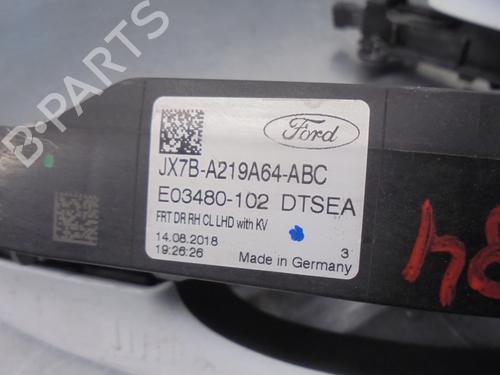 Ford
JX7B-A219A64-ABC
E03480-102 DTSEA
FRT DR RH CL LHD with KV
14.08.2018
3
19:26:26
Made in Germany
84
B-Parts